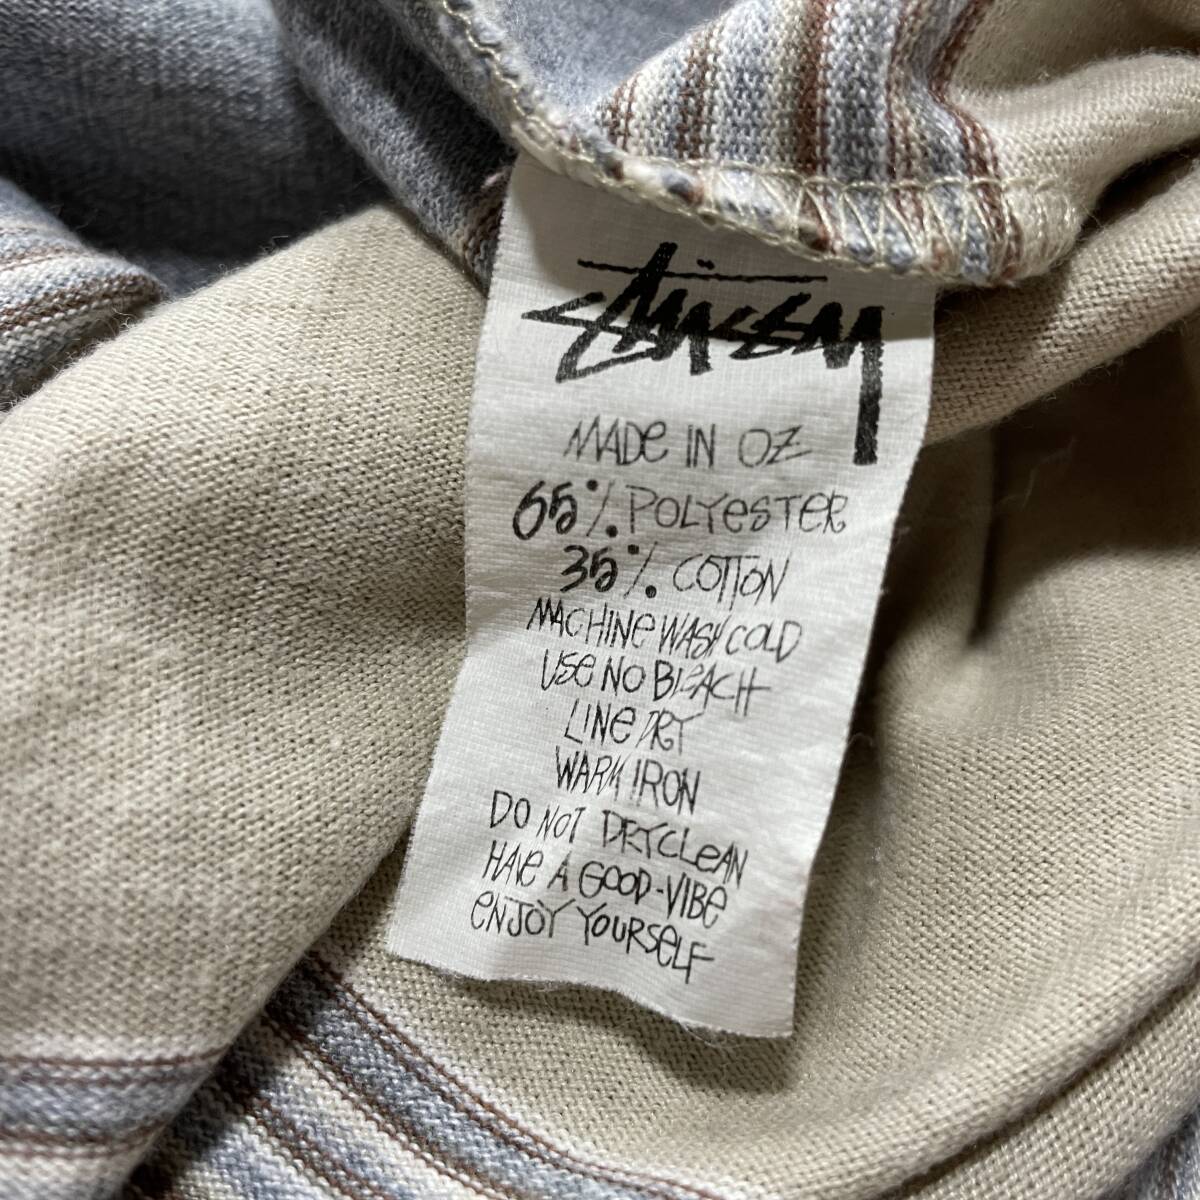 STÜSSY
MADE IN OZ
65% POLYESTER
35% COTTON
MACHINE WASH COLD
USE NO BLEACH
LINE DRY
WARM IRON
DO NOT DRYCLEAN
HAVE A GOOD-VIBE
ENJOY YOURSELF